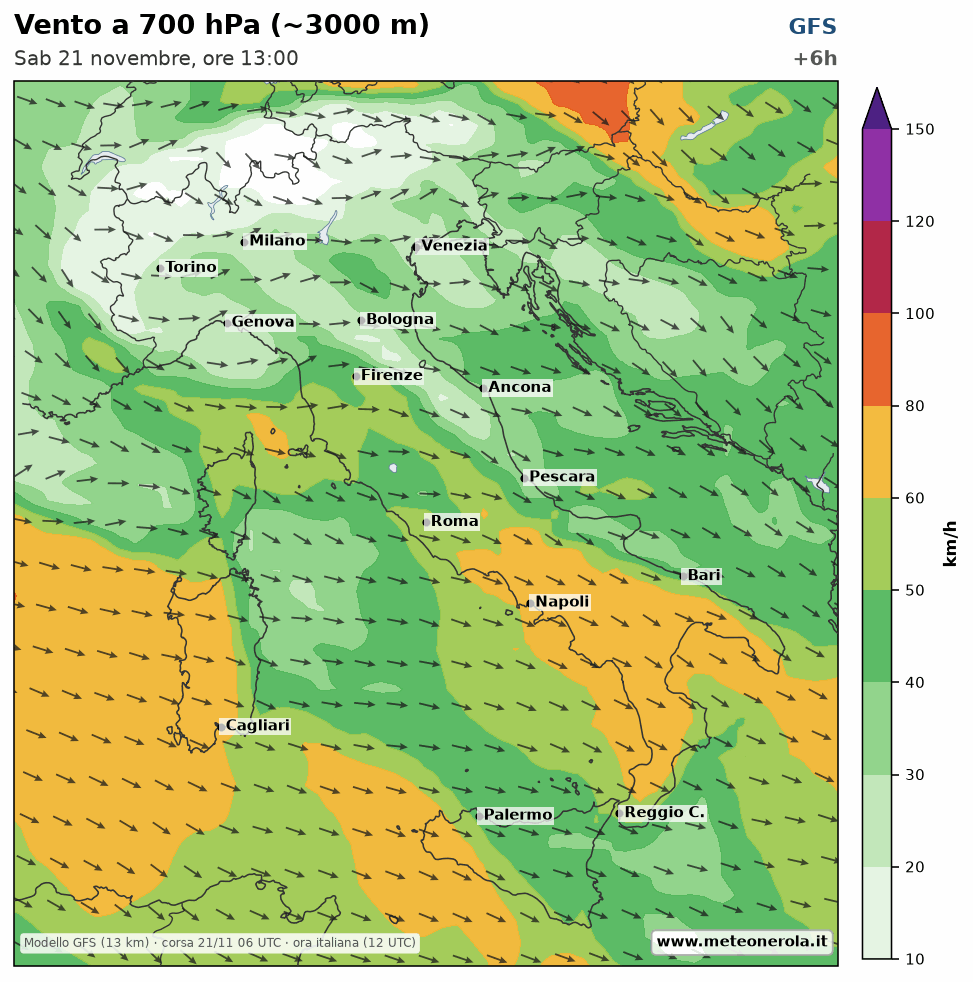 Vento a 700 hPa (~3000 m)
GFS
Sab 21 novembre, ore 13:00
+6h
Milano
Venezia
Torino
Genova
Bologna
Firenze
Ancona
Pescara
Roma
Bari
Napoli
Cagliari
Palermo
Reggio C.
150
120
100
80
60
50
40
30
20
10
km/h
Modello GFS (13 km) · corsa 21/11 06 UTC · ora italiana (12 UTC)
www.meteonerola.it